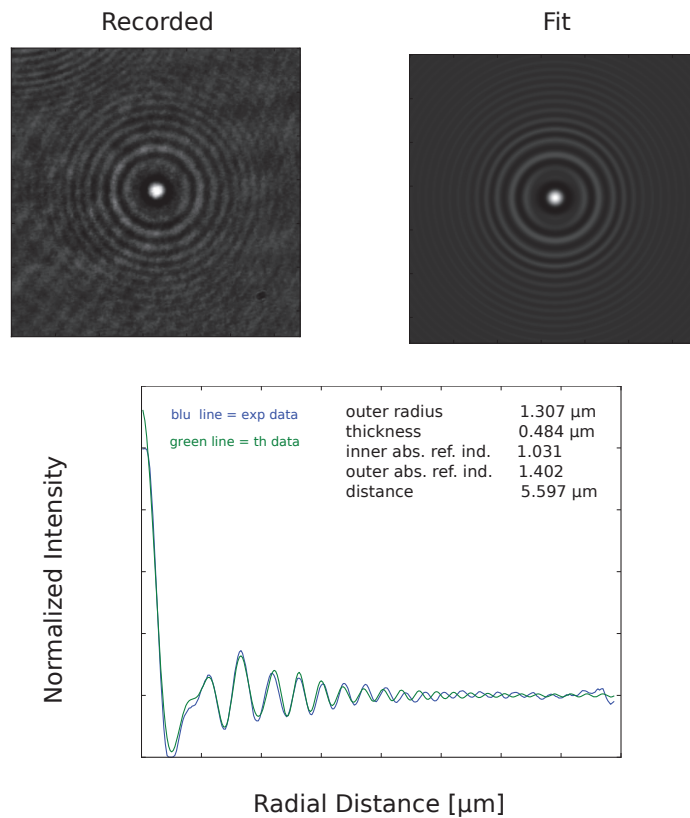 Recorded
Fit
blu line = exp data
green line = th data
outer radius 1.307 µm
thickness 0.484 µm
inner abs. ref. ind. 1.031
outer abs. ref. ind. 1.402
distance 5.597 µm
Normalized Intensity
Radial Distance [µm]